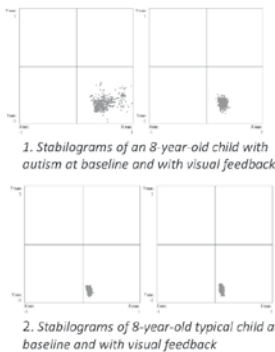 1. Stabilograms of an 8-year-old child with
autism at baseline and with visual feedback
2. Stabilograms of 8-year-old typical child a
baseline and with visual feedback